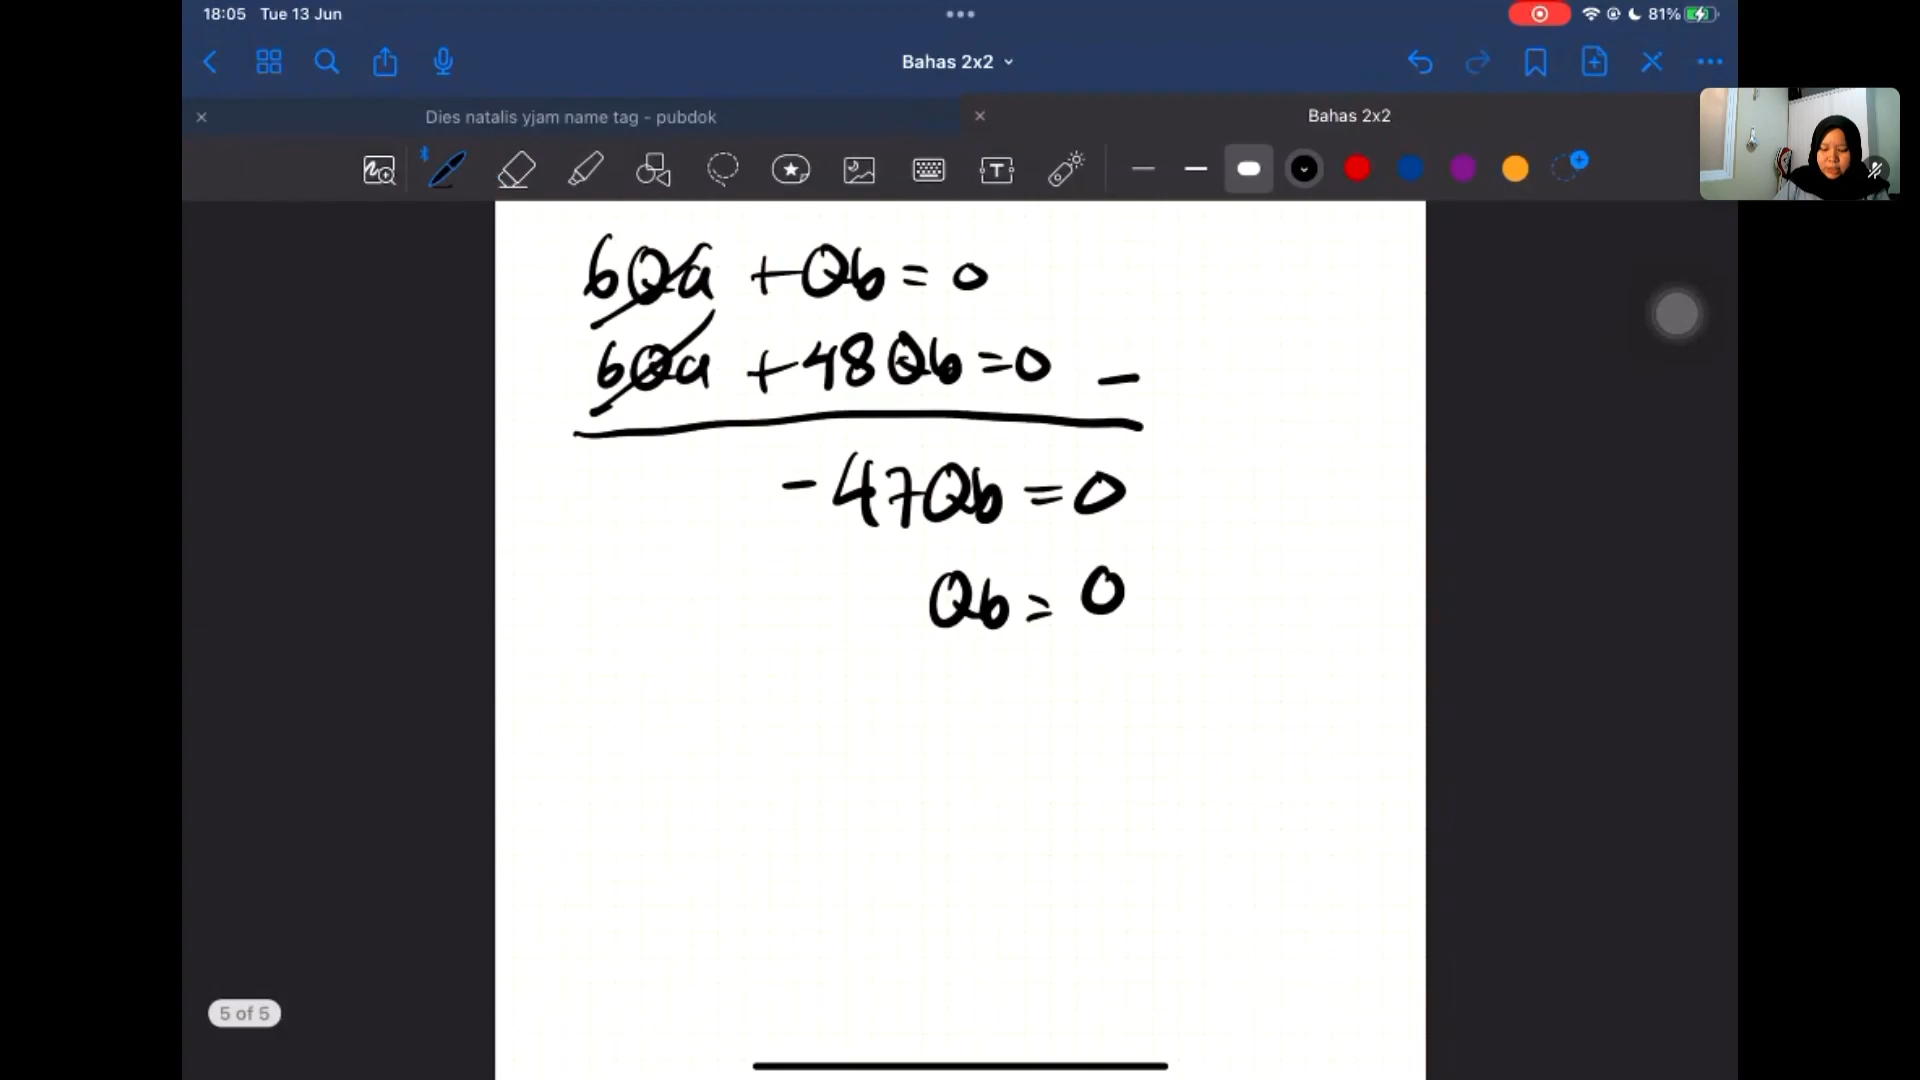 18:05 Tue 13 Jun
81%
Bahas 2x2
Dies natalis yjam name tag - pubdok
Bahas 2x2
6Qa + Qb = 0
6Qa + 48Qb = 0 -
-47Qb = 0
Qb = 0
5 of 5